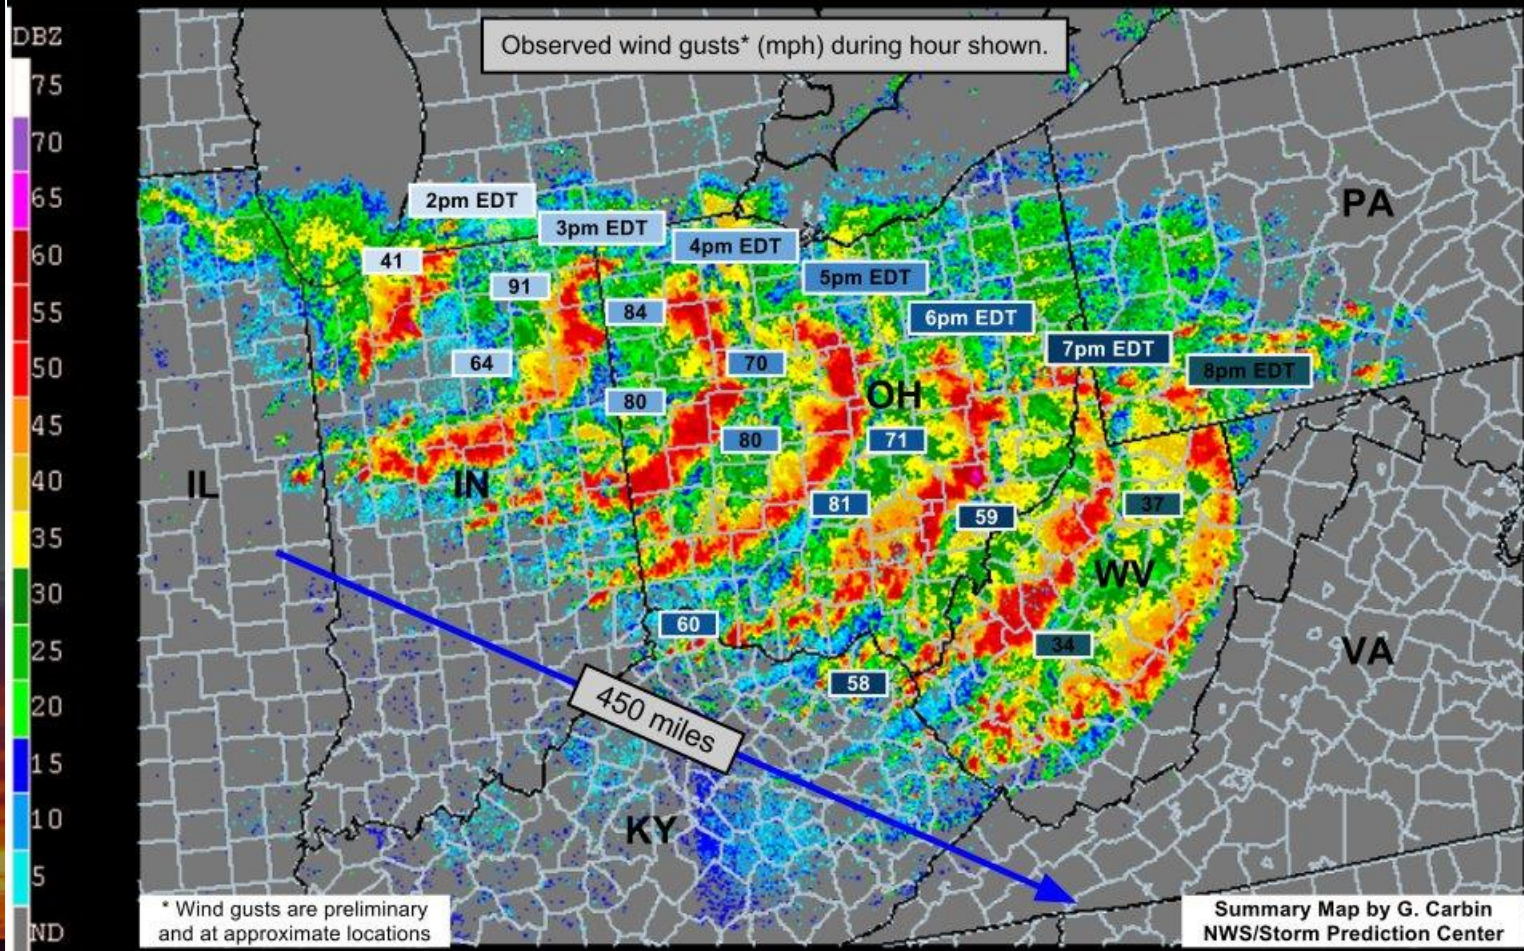 DBZ
75
70
65
60
55
50
45
40
35
30
25
20
15
10
5
ND
Observed wind gusts* (mph) during hour shown.
2pm EDT
3pm EDT
4pm EDT
5pm EDT
6pm EDT
7pm EDT
8pm EDT
PA
41
91
84
64
70
80
OH
80
71
IL
IN
81
59
37
WV
60
34
VA
58
450 miles
KY
* Wind gusts are preliminary
and at approximate locations
Summary Map by G. Carbin
NWS/Storm Prediction Center